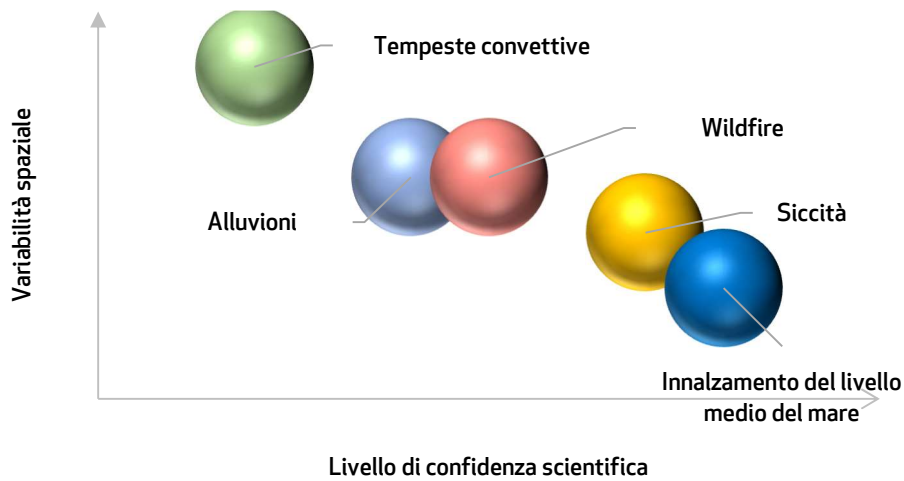 Tempeste convettive
Wildfire
Alluvioni
Siccità
Innalzamento del livello
medio del mare
Variabilità spaziale
Livello di confidenza scientifica